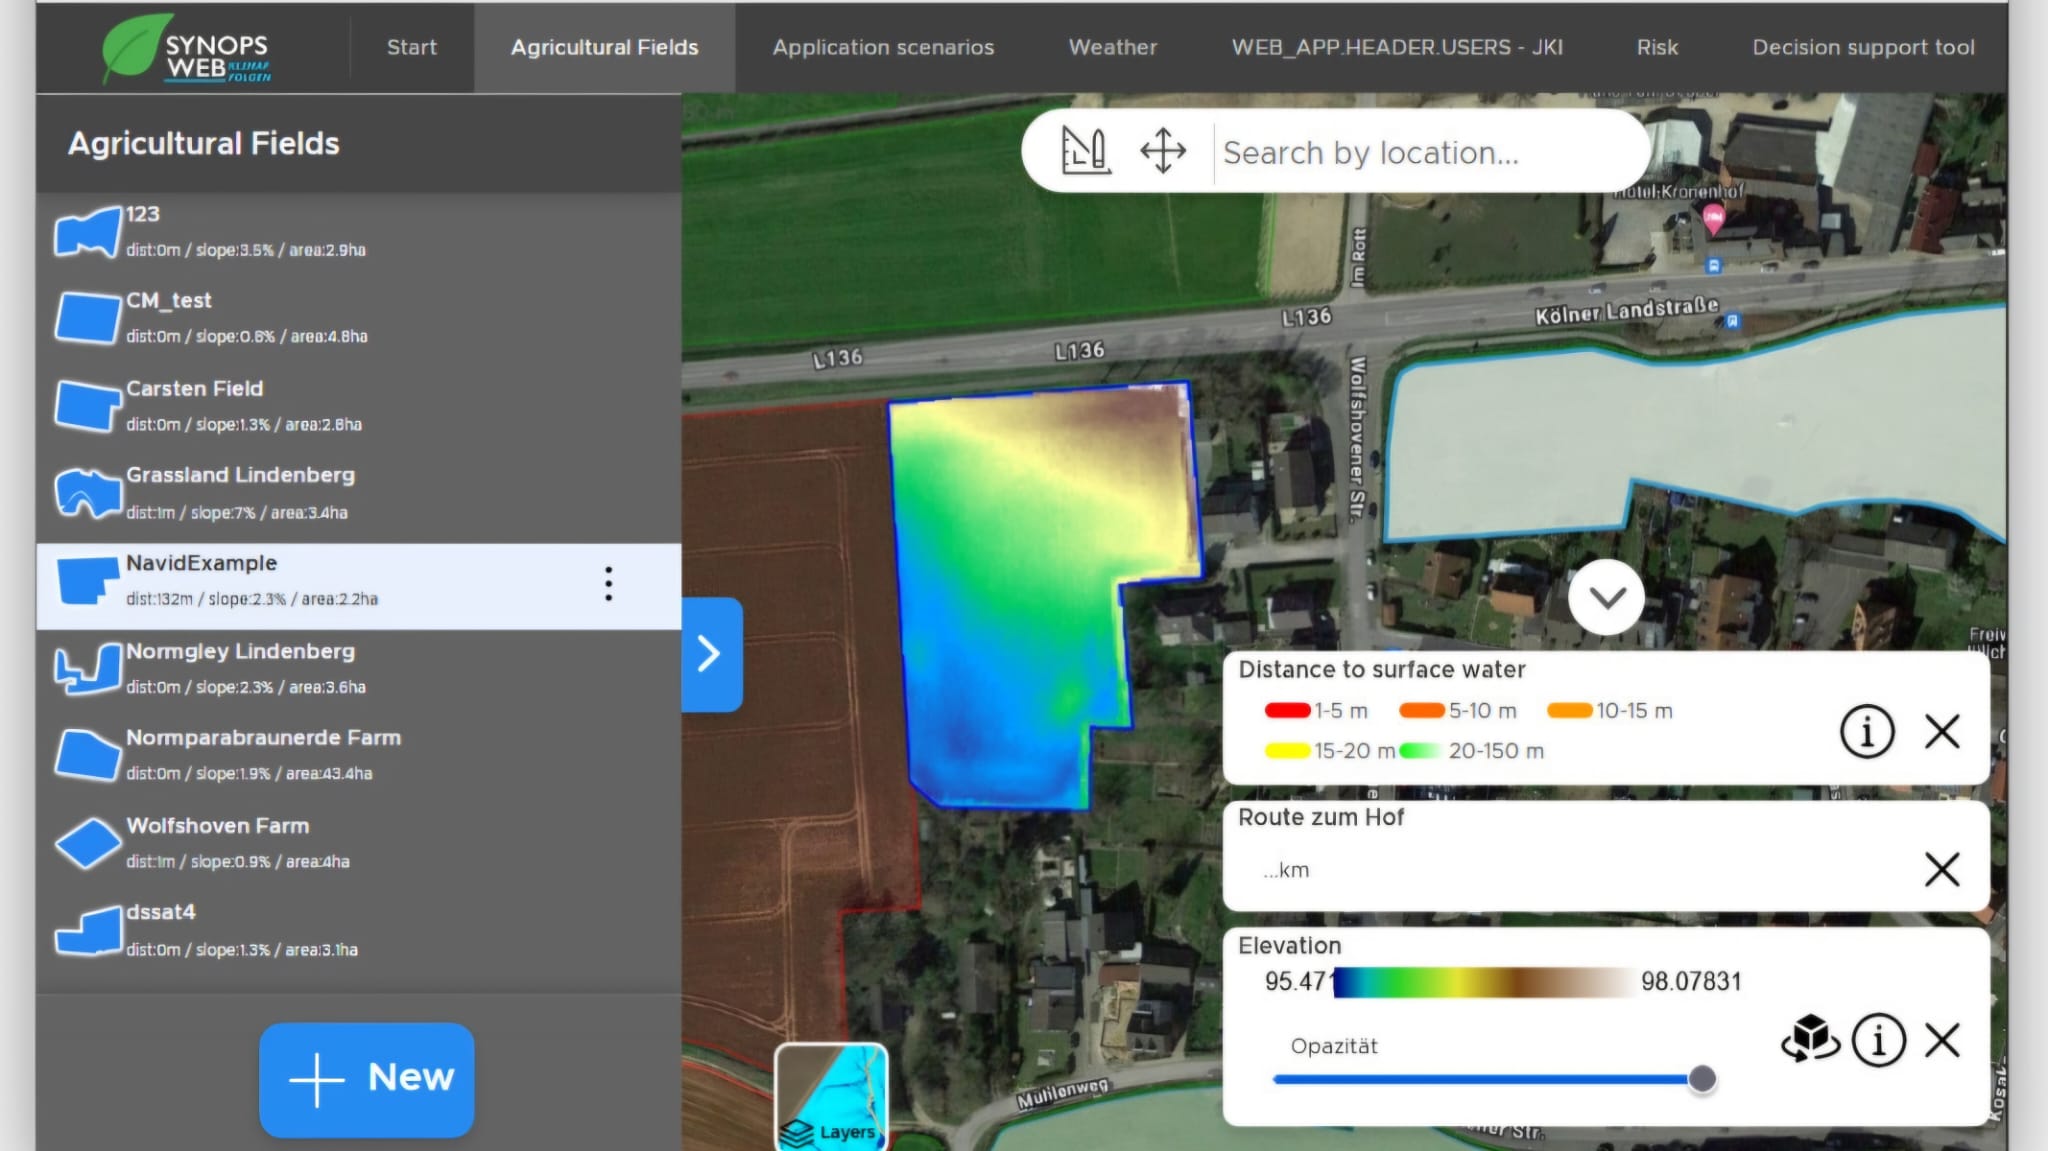 SYNOPS
WEB KLIMAF
FOLGEN
Start
Agricultural Fields
Application scenarios
Weather
WEB_APP.HEADER.USERS - JKI
Risk
Decision support tool
Agricultural Fields
123
dist:0m / slope:3.5% / area:2.9ha
CM_test
dist:0m / slope:0.6% / area:4.8ha
Carsten Field
dist:0m / slope:1.3% / area:2.8ha
Grassland Lindenberg
dist:1m / slope:7% / area:3.4ha
NavidExample
dist:132m / slope:2.3% / area:2.2ha
Normgley Lindenberg
dist:0m / slope:2.3% / area:3.6ha
Normparabraunerde Farm
dist:0m / slope:1.9% / area:43.4ha
Wolfshoven Farm
dist:1m / slope:0.9% / area:4ha
dssat4
dist:0m / slope:1.3% / area:3.1ha
New
Search by location...
Hotel Kronenhof
Im Rott
L136
Kölner Landstraße
L136
L136
Wolfshovener Str.
Distance to surface water
1-5 m
5-10 m
10-15 m
15-20 m
20-150 m
Route zum Hof
...km
Elevation
95.471
98.07831
Opazität
Layers
Mühlenweg